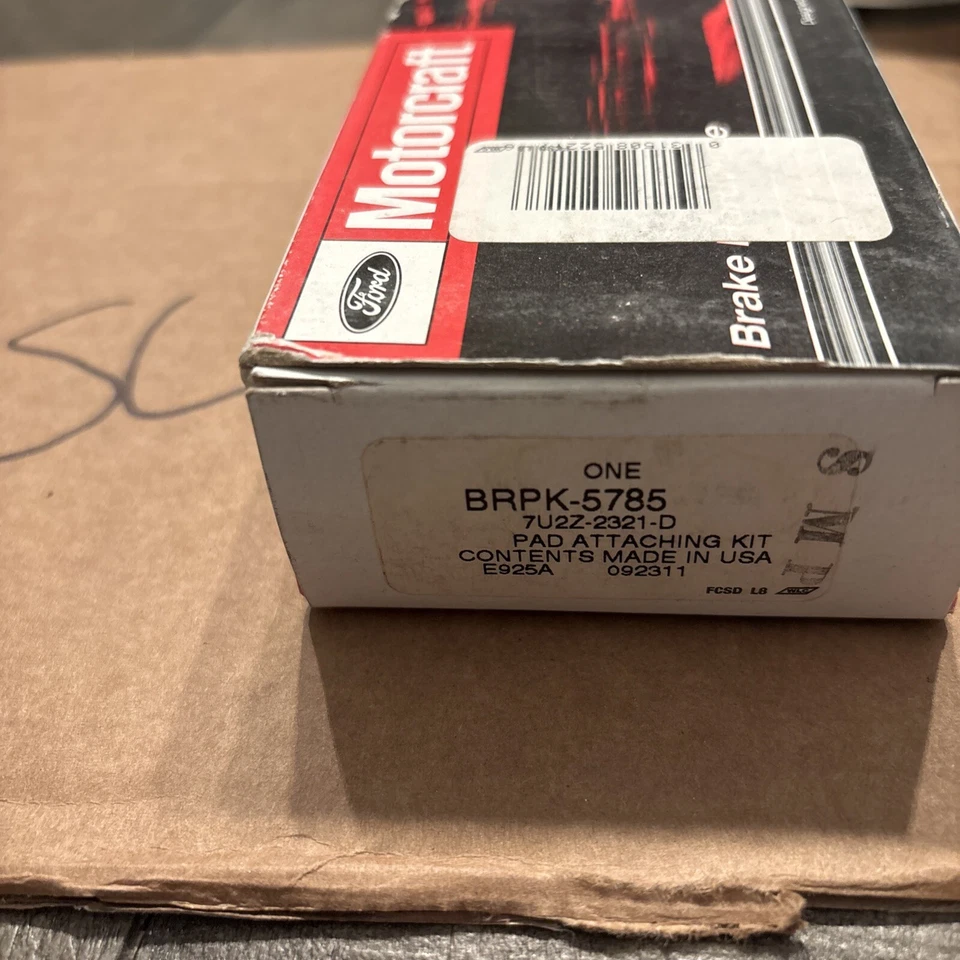 Motorcraft
Ford
Brake
ONE
BRPK-5785
7U2Z-2321-D
PAD ATTACHING KIT
CONTENTS MADE IN USA
E925A 092311
FCSD L8
SMP